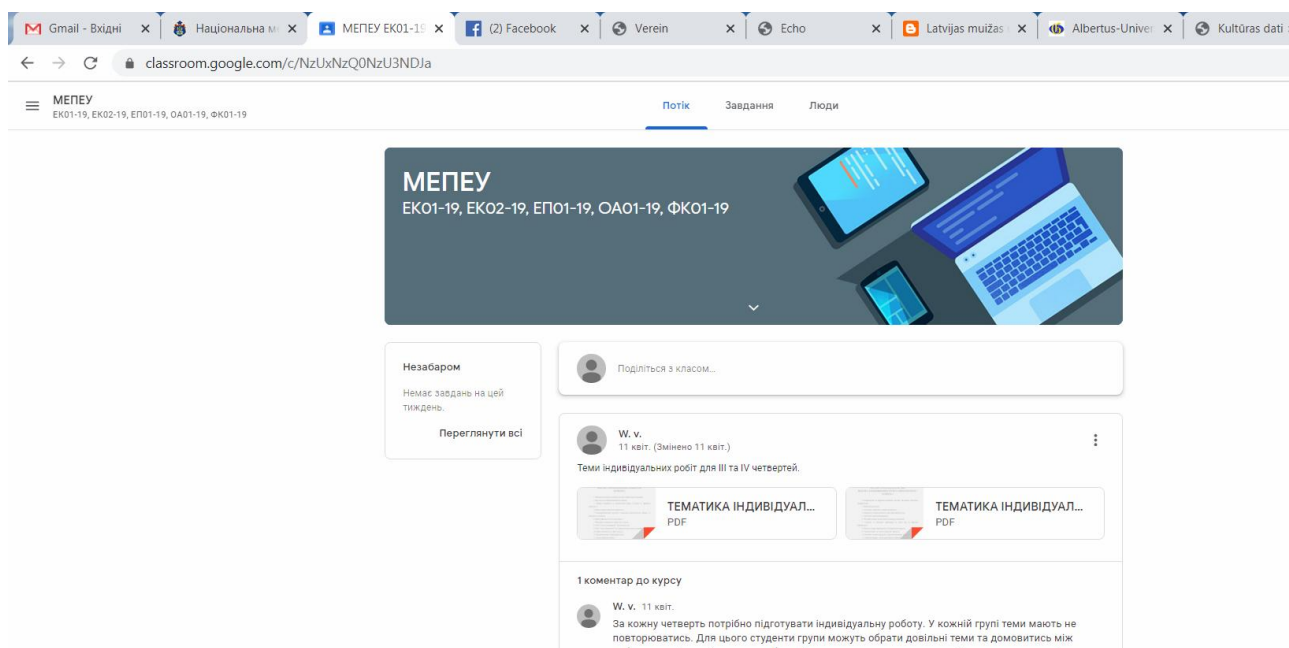 Gmail - Вхідні
Національна м
МЕПЕУ ЕК01-19
(2) Facebook
Verein
Echo
Latvijas muižas
Albertus-Univer
Kultūras dati
classroom.google.com/c/NzUxNzQ0NzU3NDJa
МЕПЕУ
ЕК01-19, ЕК02-19, ЕП01-19, ОА01-19, ФК01-19
Потік
Завдання
Люди
МЕПЕУ
ЕК01-19, ЕК02-19, ЕП01-19, ОА01-19, ФК01-19
Незабаром
Немає завдань на цей
тиждень.
Переглянути всі
Поділіться з класом...
W. v.
11 квіт. (Змінено 11 квіт.)
Теми індивідуальних робіт для III та IV четвертей.
ТЕМАТИКА ІНДИВІДУАЛ...
PDF
ТЕМАТИКА ІНДИВІДУАЛ...
PDF
1 коментар до курсу
W. v. 11 квіт.
За кожну четверть потрібно підготувати індивідуальну роботу. У кожній групі теми мають не
повторюватись. Для цього студенти групи можуть обрати довільні теми та домовитись між